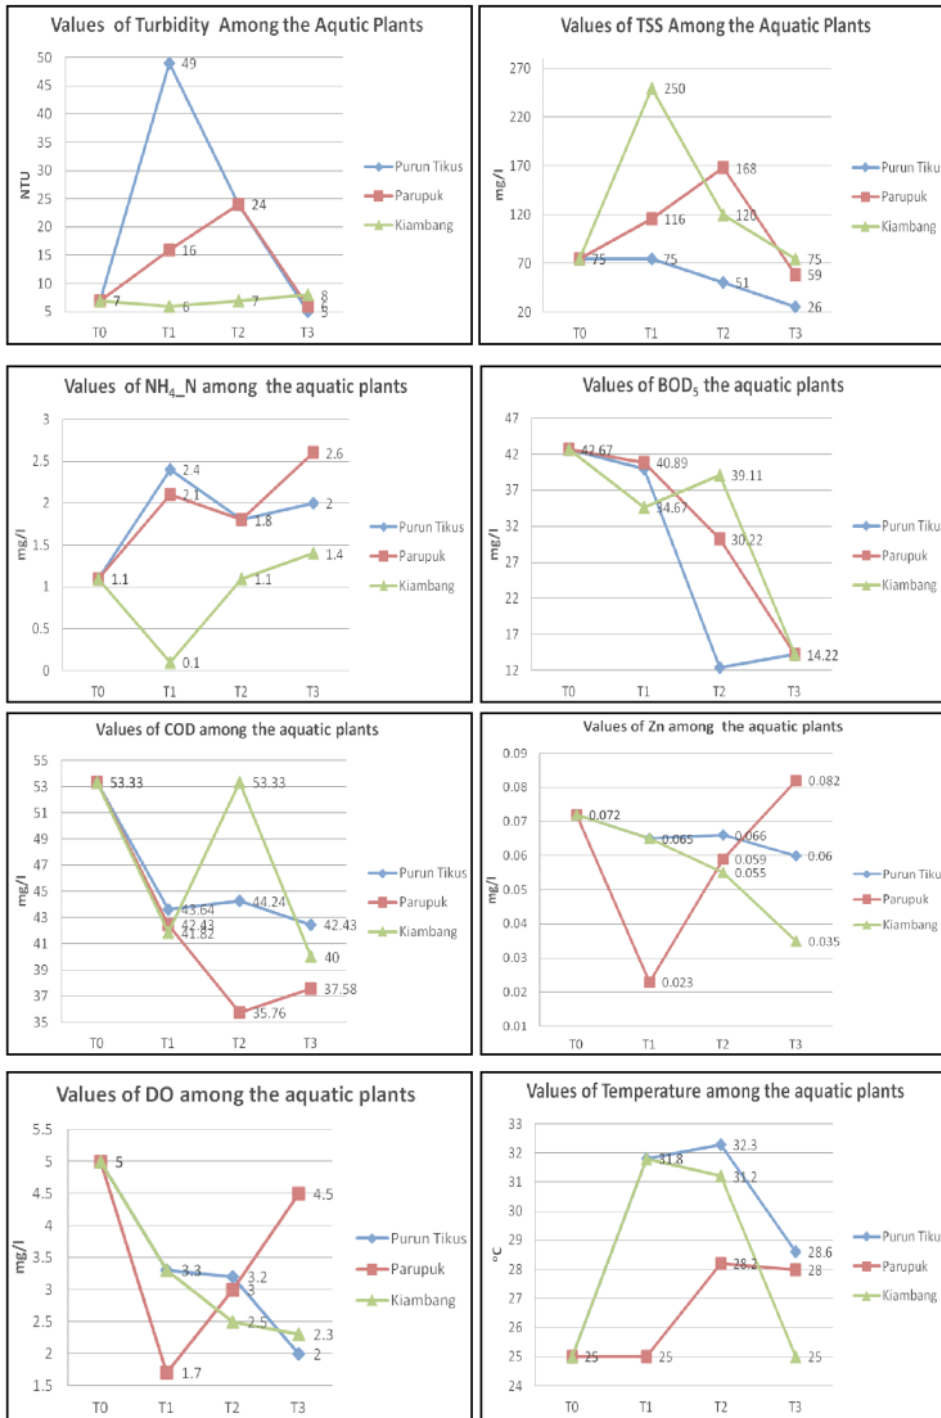 Values of Turbidity Among the Aqutic Plants
50
45
40
35
30
25
20
15
10
5
NTU
49
24
16
7
6
7
8
6
5
T0 T1 T2 T3
Purun Tikus
Parupuk
Kiambang
Values of TSS Among the Aquatic Plants
270
220
170
120
70
20
mg/l
250
168
116
120
75
75
51
75
59
26
T0 T1 T2 T3
Purun Tikus
Parupuk
Kiambang
Values of NH4_N among the aquatic plants
3
2.5
2
1.5
1
0.5
0
mg/l
2.6
2.4
2.1
2
1.8
1.4
1.1
1.1
0.1
T0 T1 T2 T3
Purun Tikus
Parupuk
Kiambang
Values of BOD5 the aquatic plants
47
42
37
32
27
22
17
12
mg/l
42.67
40.89
39.11
34.67
30.22
14.22
T0 T1 T2 T3
Purun Tikus
Parupuk
Kiambang
Values of COD among the aquatic plants
55
53
51
49
47
45
43
41
39
37
35
mg/l
53.33
53.33
43.64
44.24
42.43
42.43
41.82
40
37.58
35.76
T0 T1 T2 T3
Purun Tikus
Parupuk
Kiambang
Values of Zn among the aquatic plants
0.09
0.08
0.07
0.06
0.05
0.04
0.03
0.02
0.01
mg/l
0.082
0.072
0.065
0.066
0.059
0.06
0.055
0.035
0.023
T0 T1 T2 T3
Purun Tikus
Parupuk
Kiambang
Values of DO among the aquatic plants
5.5
5
4.5
4
3.5
3
2.5
2
1.5
mg/l
5
4.5
3.3
3.2
3
2.5
2.3
2
1.7
T0 T1 T2 T3
Purun Tikus
Parupuk
Kiambang
Values of Temperature among the aquatic plants
33
32
31
30
29
28
27
26
25
24
°C
32.3
31.8
31.2
28.6
28.2
28
25
25
25
T0 T1 T2 T3
Purun Tikus
Parupuk
Kiambang